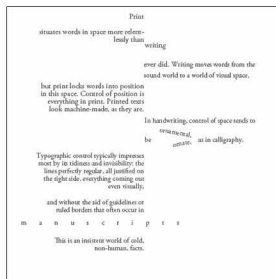 Print
situates words in space more relent-
lessly than
writing
ever did. Writing moves words from the
sound world to a world of visual space,
but print locks words into position
in this space. Control of position is
everything in print. Printed texts
look machine-made, as they are.
In handwriting, control of space tends to
be ornamental, ornate, as in calligraphy.
Typographic control typically impresses
most by its tidiness and invisibility: the
lines perfectly regular, all justified on
the right side, everything coming out
even visually,
and without the aid of guidelines or
ruled borders that often occur in
m a n u s c r i p t s
This is an insistent world of cold,
non-human, facts.